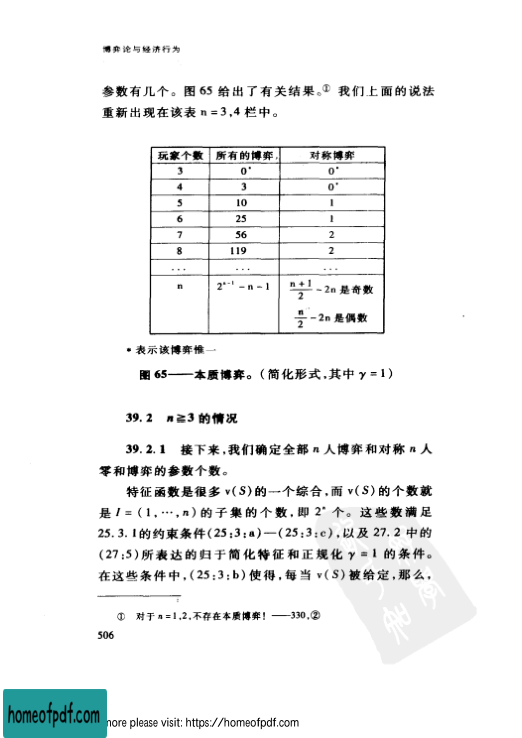 博弈论与经济行为
参数有几个。图 65 给出了有关结果。① 我们上面的说法
重新出现在该表 n = 3,4 栏中。
玩家个数 所有的博弈, 对称博弈
3 0* 0*
4 3 0*
5 10 1
6 25 1
7 56 2
8 119 2
... ... ...
n 2ⁿ⁻¹ - n - 1 (n+1)/2 - 2n 是奇数
n/2 - 2n 是偶数
* 表示该博弈惟一
图 65——本质博弈。(简化形式,其中 γ = 1)
39.2 n≧3 的情况
39.2.1 接下来,我们确定全部 n 人博弈和对称 n 人
零和博弈的参数个数。
特征函数是很多 v(S)的一个综合,而 v(S)的个数就
是 I = (1, ⋯, n) 的子集的个数,即 2ⁿ 个。这些数满足
25.3.1的约束条件(25:3:a)—(25:3:c),以及 27.2 中的
(27:5)所表达的归于简化特征和正规化 γ = 1 的条件。
在这些条件中,(25:3:b)使得,每当 v(S)被给定,那么,
① 对于 n = 1,2,不存在本质博弈! ——330,②
506
homeofpdf.com
more please visit: https://homeofpdf.com